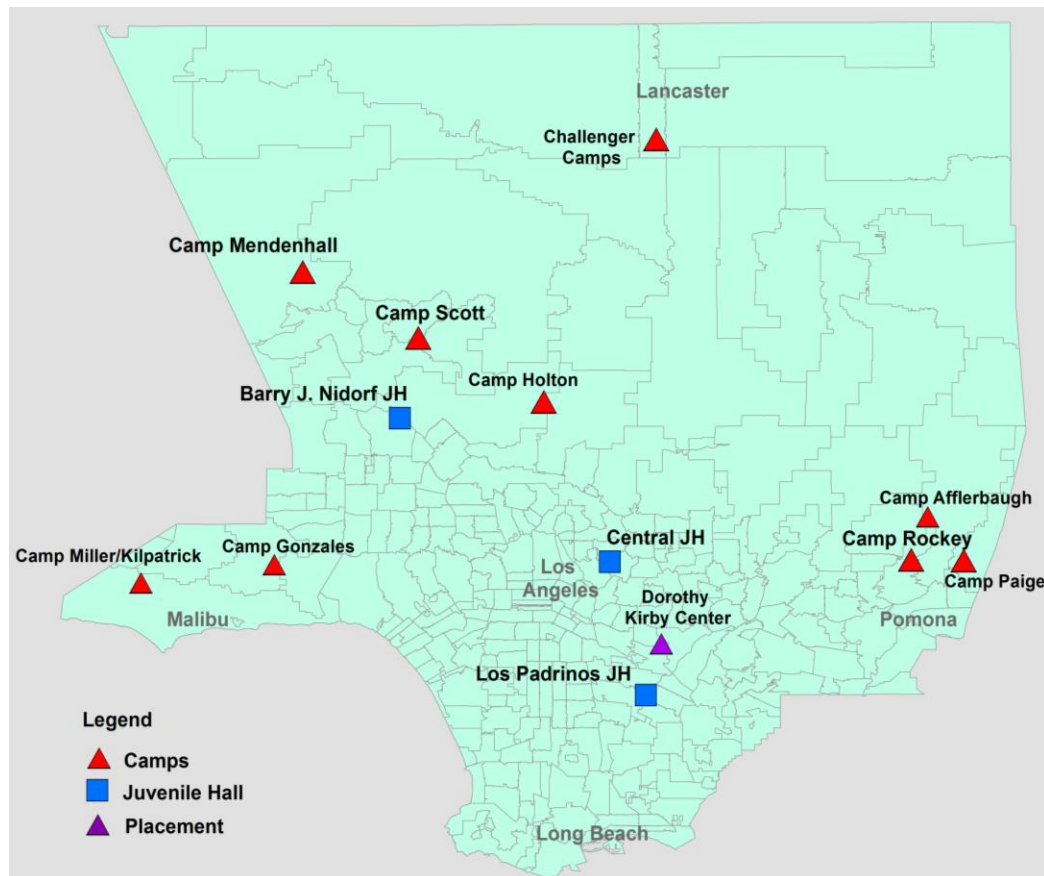 Lancaster
Challenger
Camps
Camp Mendenhall
Camp Scott
Camp Holton
Barry J. Nidorf JH
Camp Afflerbaugh
Camp Rockey
Camp Paige
Central JH
Camp Gonzales
Camp Miller/Kilpatrick
Los
Angeles
Dorothy
Kirby Center
Malibu
Pomona
Los Padrinos JH
Legend
Camps
Juvenile Hall
Placement
Long Beach